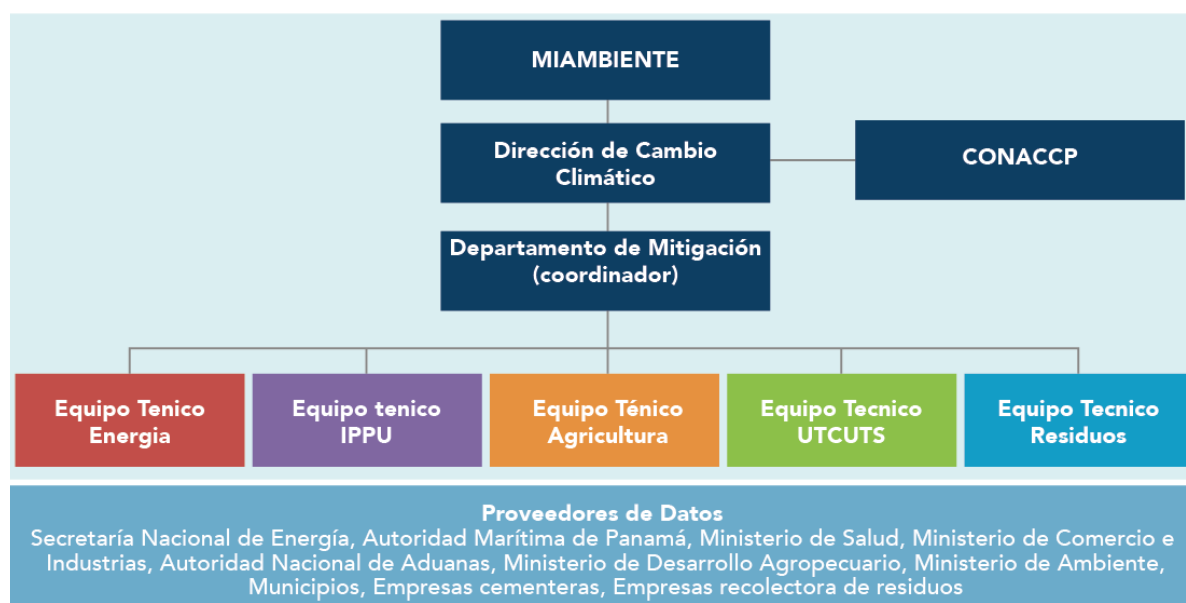 MIAMBIENTE
Dirección de Cambio
Climático
CONACCP
Departamento de Mitigación
(coordinador)
Equipo Tenico
Energia
Equipo tenico
IPPU
Equipo Ténico
Agricultura
Equipo Tecnico
UTCUTS
Equipo Tecnico
Residuos
Proveedores de Datos
Secretaría Nacional de Energía, Autoridad Marítima de Panamá, Ministerio de Salud, Ministerio de Comercio e
Industrias, Autoridad Nacional de Aduanas, Ministerio de Desarrollo Agropecuario, Ministerio de Ambiente,
Municipios, Empresas cementeras, Empresas recolectora de residuos